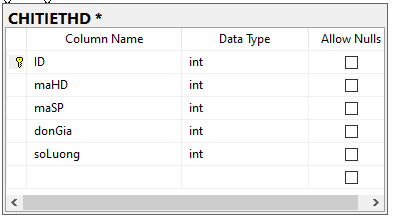 CHITIETHD *
Column Name Data Type Allow Nulls
ID int
maHD int
maSP int
donGia int
soLuong int